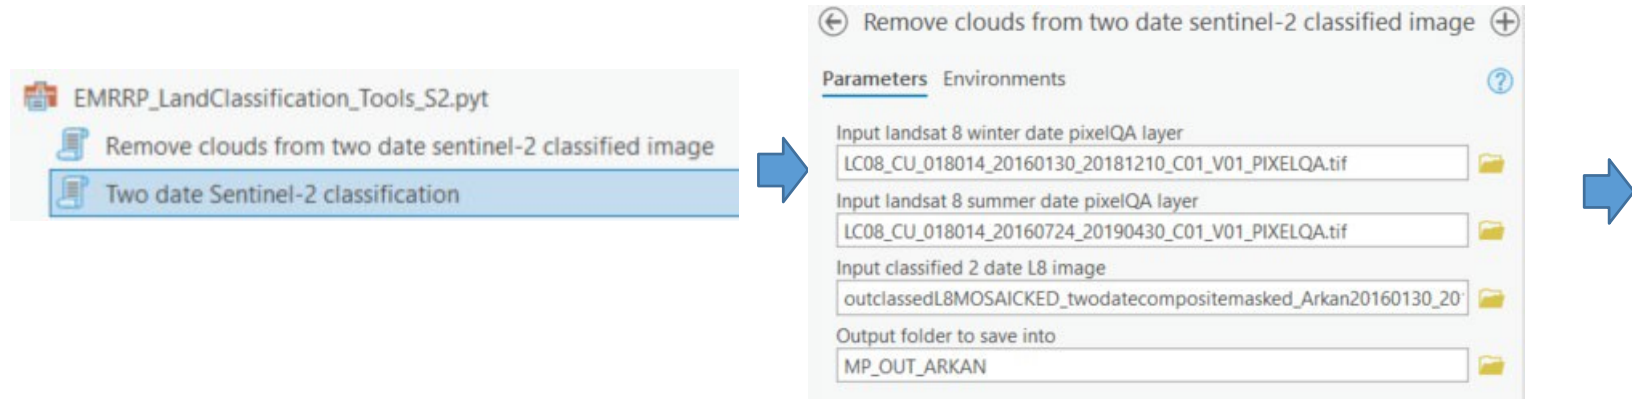 EMRRP_LandClassification_Tools_S2.pyt
Remove clouds from two date sentinel-2 classified image
Two date Sentinel-2 classification
Remove clouds from two date sentinel-2 classified image
Parameters Environments
?
Input landsat 8 winter date pixelQA layer
LC08_CU_018014_20160130_20181210_C01_V01_PIXELQA.tif
Input landsat 8 summer date pixelQA layer
LC08_CU_018014_20160724_20190430_C01_V01_PIXELQA.tif
Input classified 2 date L8 image
outclassedL8MOSAICKED_twodatecompositemasked_Arkan20160130_20
Output folder to save into
MP_OUT_ARKAN